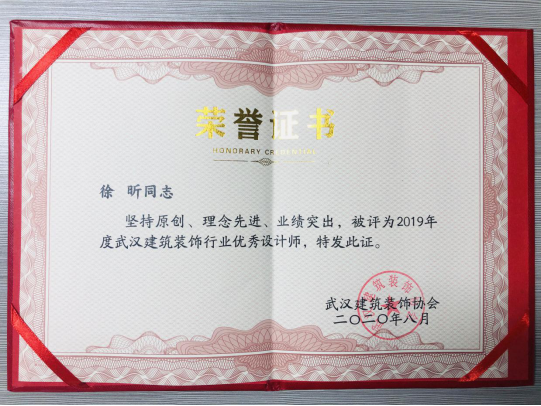 荣誉证书
HONORARY CREDENTIAL
徐 昕同志
坚持原创、理念先进、业绩突出，被评为2019年
度武汉建筑装饰行业优秀设计师，特发此证。
武汉建筑装饰协会
二〇二〇年八月